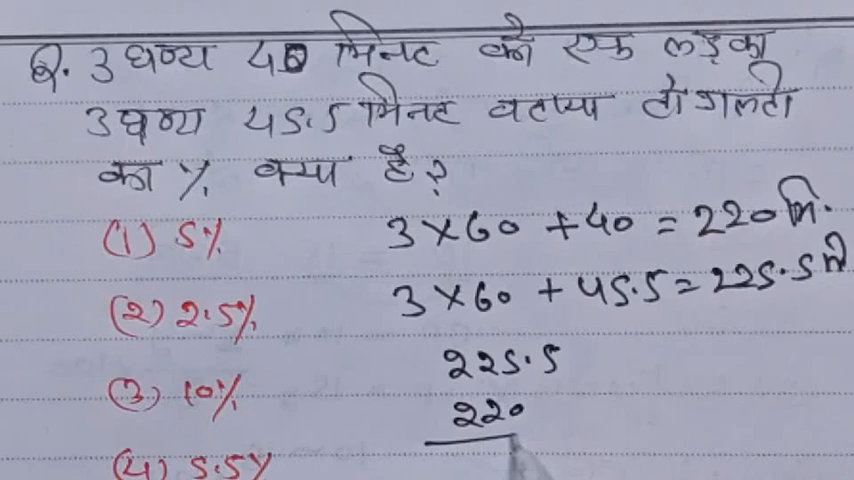 Q. 3 घण्टा 40 मिनट को एक लड़का
3 घण्टा 45.5 मिनट बताया तो गलती
का % क्या है?
(1) 5%
3×60 + 40 = 220 मि.
(2) 2.5%
3×60 + 45.5 = 225.5 मि
(3) 10%
225.5
220
(4) 5.5%